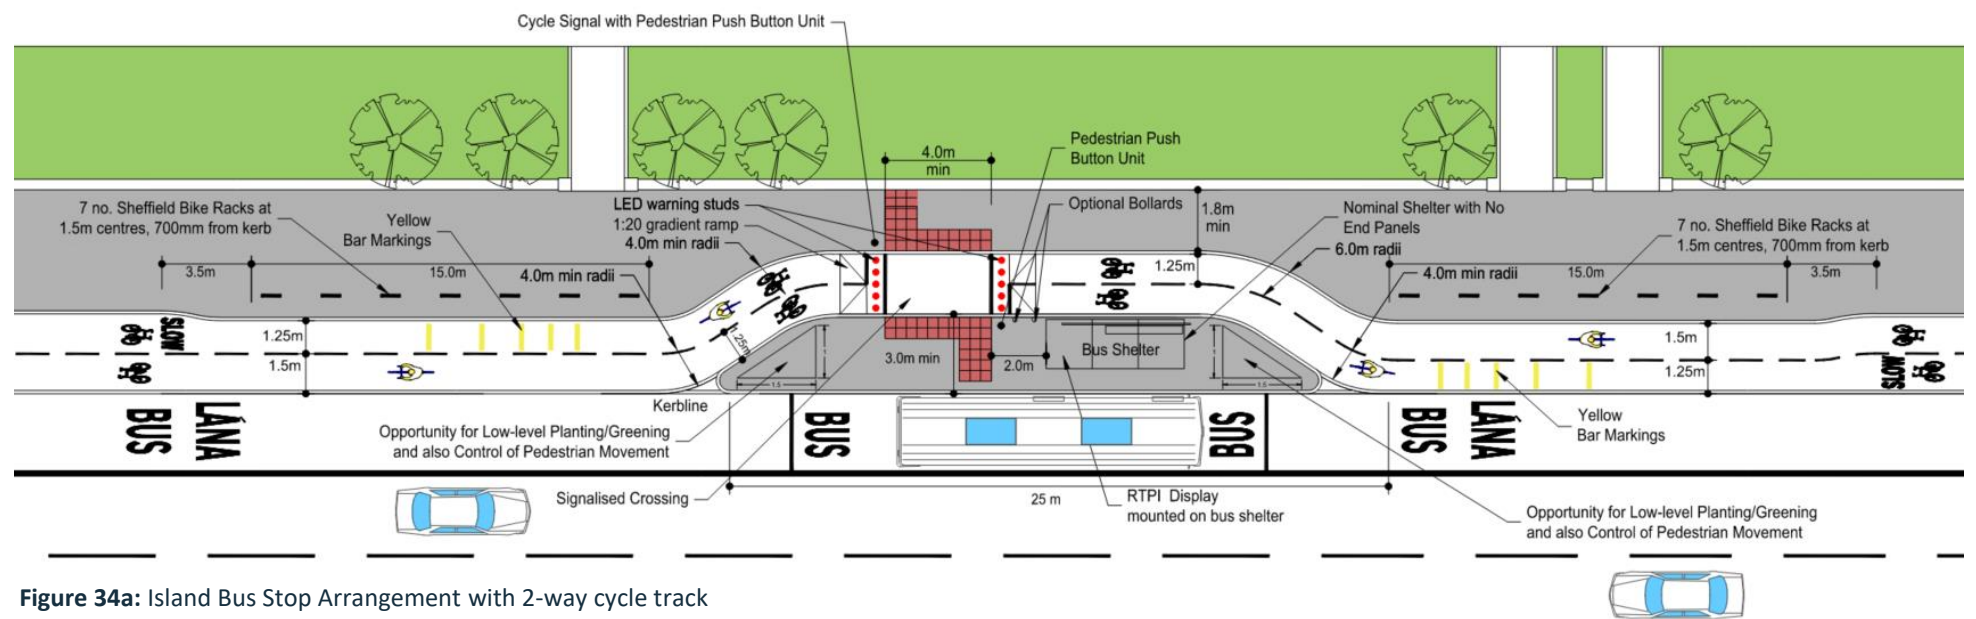 Cycle Signal with Pedestrian Push Button Unit
4.0m
min
Pedestrian Push
Button Unit
7 no. Sheffield Bike Racks at
1.5m centres, 700mm from kerb
Yellow
Bar Markings
LED warning studs
1:20 gradient ramp
4.0m min radii
Optional Bollards
1.8m
min
Nominal Shelter with No
End Panels
6.0m radii
7 no. Sheffield Bike Racks at
1.5m centres, 700mm from kerb
3.5m
15.0m
4.0m min radii
1.25m
4.0m min radii
15.0m
3.5m
SLOW
1.25m
1.5m
1.25m
3.0m min
2.0m
Bus Shelter
1.5
1.5
1.5m
1.25m
SLOW
Kerbline
LÁNA
BUS
BUS
BUS
LÁNA
BUS
Opportunity for Low-level Planting/Greening
and also Control of Pedestrian Movement
Yellow
Bar Markings
Signalised Crossing
25 m
RTPI Display
mounted on bus shelter
Opportunity for Low-level Planting/Greening
and also Control of Pedestrian Movement
Figure 34a: Island Bus Stop Arrangement with 2-way cycle track